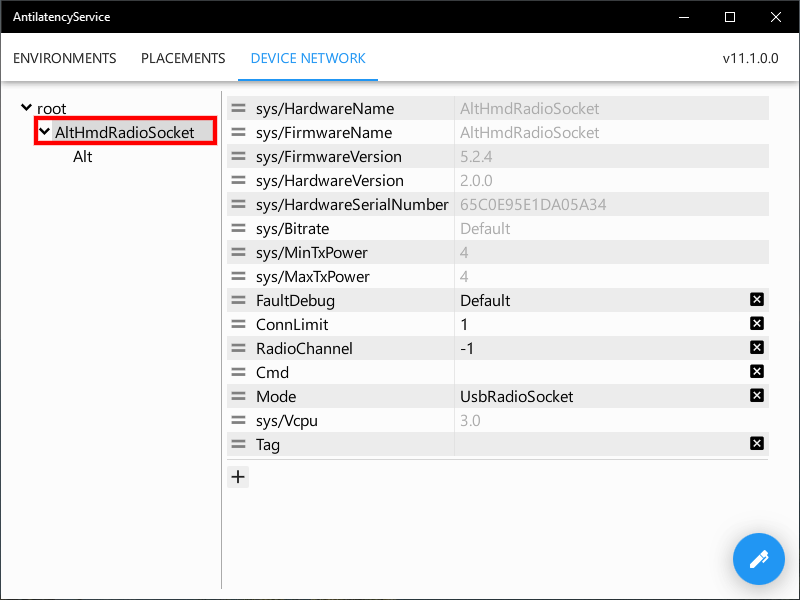 AntilatencyService
ENVIRONMENTS PLACEMENTS DEVICE NETWORK v11.1.0.0
root
AltHmdRadioSocket
Alt
sys/HardwareName AltHmdRadioSocket
sys/FirmwareName AltHmdRadioSocket
sys/FirmwareVersion 5.2.4
sys/HardwareVersion 2.0.0
sys/HardwareSerialNumber 65C0E95E1DA05A34
sys/Bitrate Default
sys/MinTxPower 4
sys/MaxTxPower 4
FaultDebug Default
ConnLimit 1
RadioChannel -1
Cmd
Mode UsbRadioSocket
sys/Vcpu 3.0
Tag